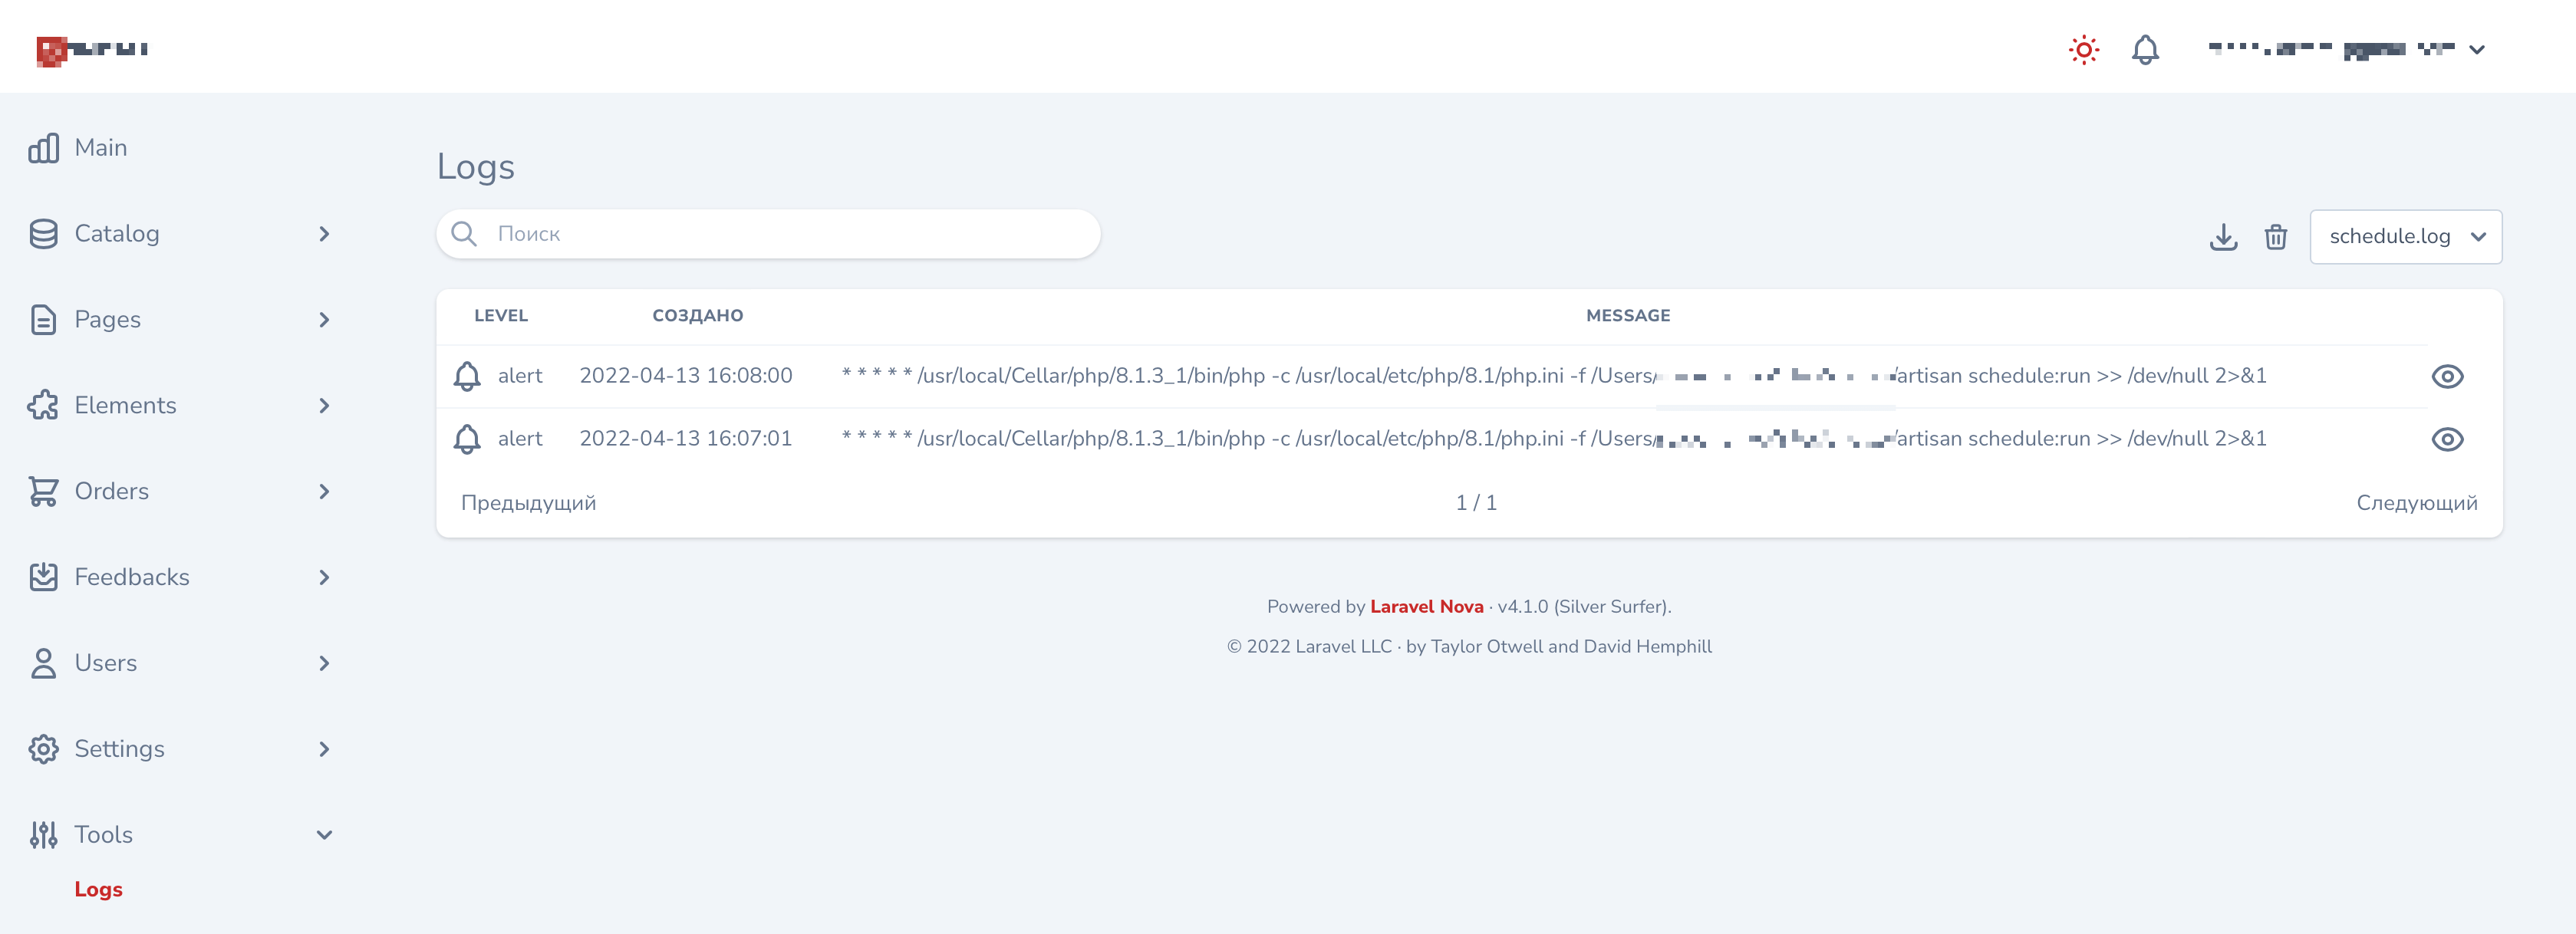 Main
Catalog
Pages
Elements
Orders
Feedbacks
Users
Settings
Tools
Logs
Logs
Поиск
schedule.log
LEVEL СОЗДАНО MESSAGE
alert 2022-04-13 16:08:00 * * * * * /usr/local/Cellar/php/8.1.3_1/bin/php -c /usr/local/etc/php/8.1/php.ini -f /Users/ /artisan schedule:run >> /dev/null 2>&1
alert 2022-04-13 16:07:01 * * * * * /usr/local/Cellar/php/8.1.3_1/bin/php -c /usr/local/etc/php/8.1/php.ini -f /Users/ /artisan schedule:run >> /dev/null 2>&1
Предыдущий 1 / 1 Следующий
Powered by Laravel Nova · v4.1.0 (Silver Surfer).
© 2022 Laravel LLC · by Taylor Otwell and David Hemphill